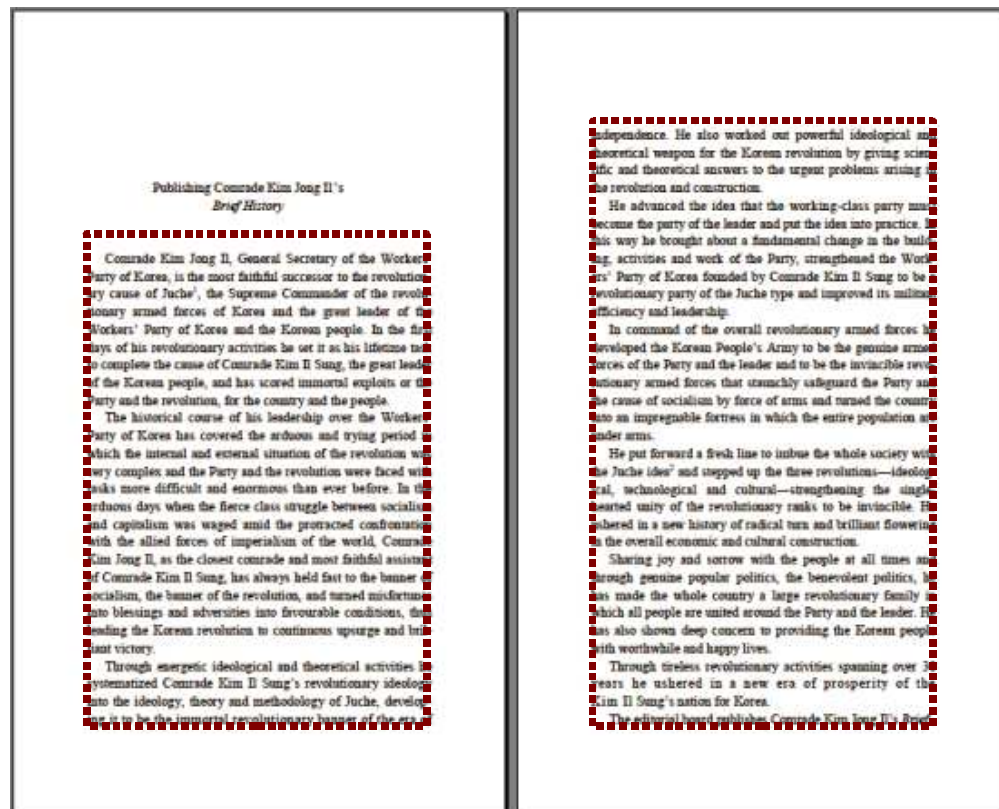 Publishing Comrade Kim Jong Il's
Brief History
Comrade Kim Jong Il, General Secretary of the Workers'
Party of Korea, is the most faithful successor to the revolution-
ary cause of Juche¹, the Supreme Commander of the revolu-
tionary armed forces of Korea and the great leader of the
Workers' Party of Korea and the Korean people. In the first
days of his revolutionary activities he set it as his lifetime task
to complete the cause of Comrade Kim Il Sung, the great leader
of the Korean people, and has scored immortal exploits or the
Party and the revolution, for the country and the people.
The historical course of his leadership over the Workers'
Party of Korea has covered the arduous and trying period in
which the internal and external situation of the revolution was
very complex and the Party and the revolution were faced with
tasks more difficult and enormous than ever before. In the
arduous days when the fierce class struggle between socialism
and capitalism was waged amid the protracted confrontation
with the allied forces of imperialism of the world, Comrade
Kim Jong Il, as the closest comrade and most faithful assistant
of Comrade Kim Il Sung, has always held fast to the banner of
socialism, the banner of the revolution, and turned misfortunes
into blessings and adversities into favourable conditions, thus
leading the Korean revolution to continuous upsurge and bril-
liant victory.
Through energetic ideological and theoretical activities he
systematized Comrade Kim Il Sung's revolutionary ideology
into the ideology, theory and methodology of Juche, develop-
ing it to be the immortal revolutionary banner of the era of
independence. He also worked out powerful ideological and
theoretical weapon for the Korean revolution by giving scien-
tific and theoretical answers to the urgent problems arising in
the revolution and construction.
He advanced the idea that the working-class party must
become the party of the leader and put the idea into practice. In
this way he brought about a fundamental change in the build-
ing, activities and work of the Party, strengthened the Work-
ers' Party of Korea founded by Comrade Kim Il Sung to be a
revolutionary party of the Juche type and improved its militant
efficiency and leadership.
In command of the overall revolutionary armed forces he
developed the Korean People's Army to be the genuine armed
forces of the Party and the leader and to be the invincible revo-
lutionary armed forces that staunchly safeguard the Party and
the cause of socialism by force of arms and turned the country
into an impregnable fortress in which the entire population are
under arms.
He put forward a fresh line to imbue the whole society with
the Juche idea² and stepped up the three revolutions—ideologi-
cal, technological and cultural—strengthening the single-
hearted unity of the revolutionary ranks to be invincible. He
ushered in a new history of radical turn and brilliant flowering
in the overall economic and cultural construction.
Sharing joy and sorrow with the people at all times and
through genuine popular politics, the benevolent politics, he
has made the whole country a large revolutionary family in
which all people are united around the Party and the leader. He
has also shown deep concern to providing the Korean people
with worthwhile and happy lives.
Through tireless revolutionary activities spanning over
years he ushered in a new era of prosperity of the
Kim Il Sung's nation for Korea.
The editorial board publishes Comrade Kim Jong Il's Brief